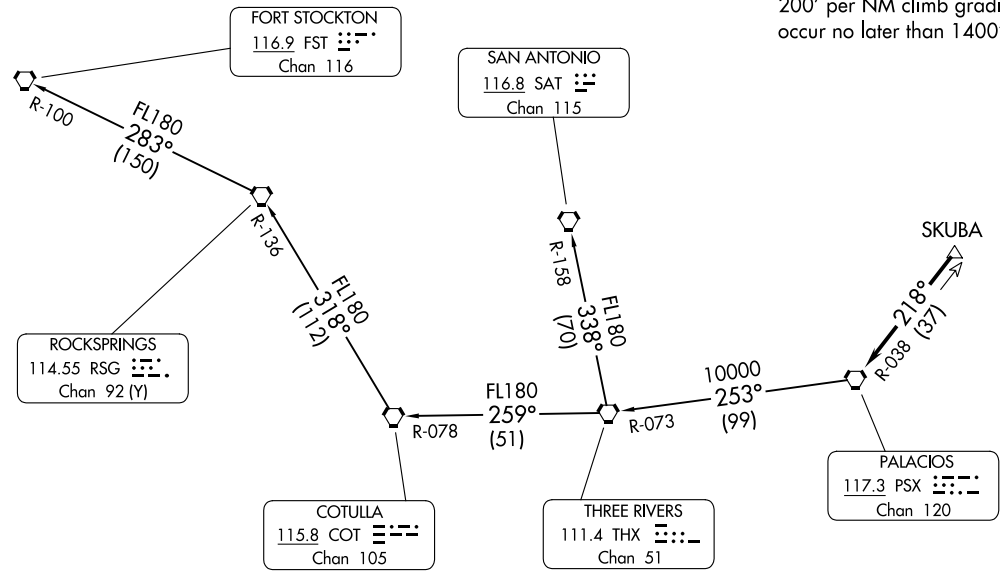 200' per NM climb gradi
occur no later than 1400'
FORT STOCKTON
116.9 FST
Chan 116
SAN ANTONIO
116.8 SAT
Chan 115
R-100
FL180
283°
(150)
R-136
SKUBA
R-158
FL180
338°
(70)
218°
(37)
R-038
FL180
318°
(112)
ROCKSPRINGS
114.55 RSG
Chan 92 (Y)
10000
253°
(99)
R-073
FL180
259°
(51)
R-078
PALACIOS
117.3 PSX
Chan 120
COTULLA
115.8 COT
Chan 105
THREE RIVERS
111.4 THX
Chan 51